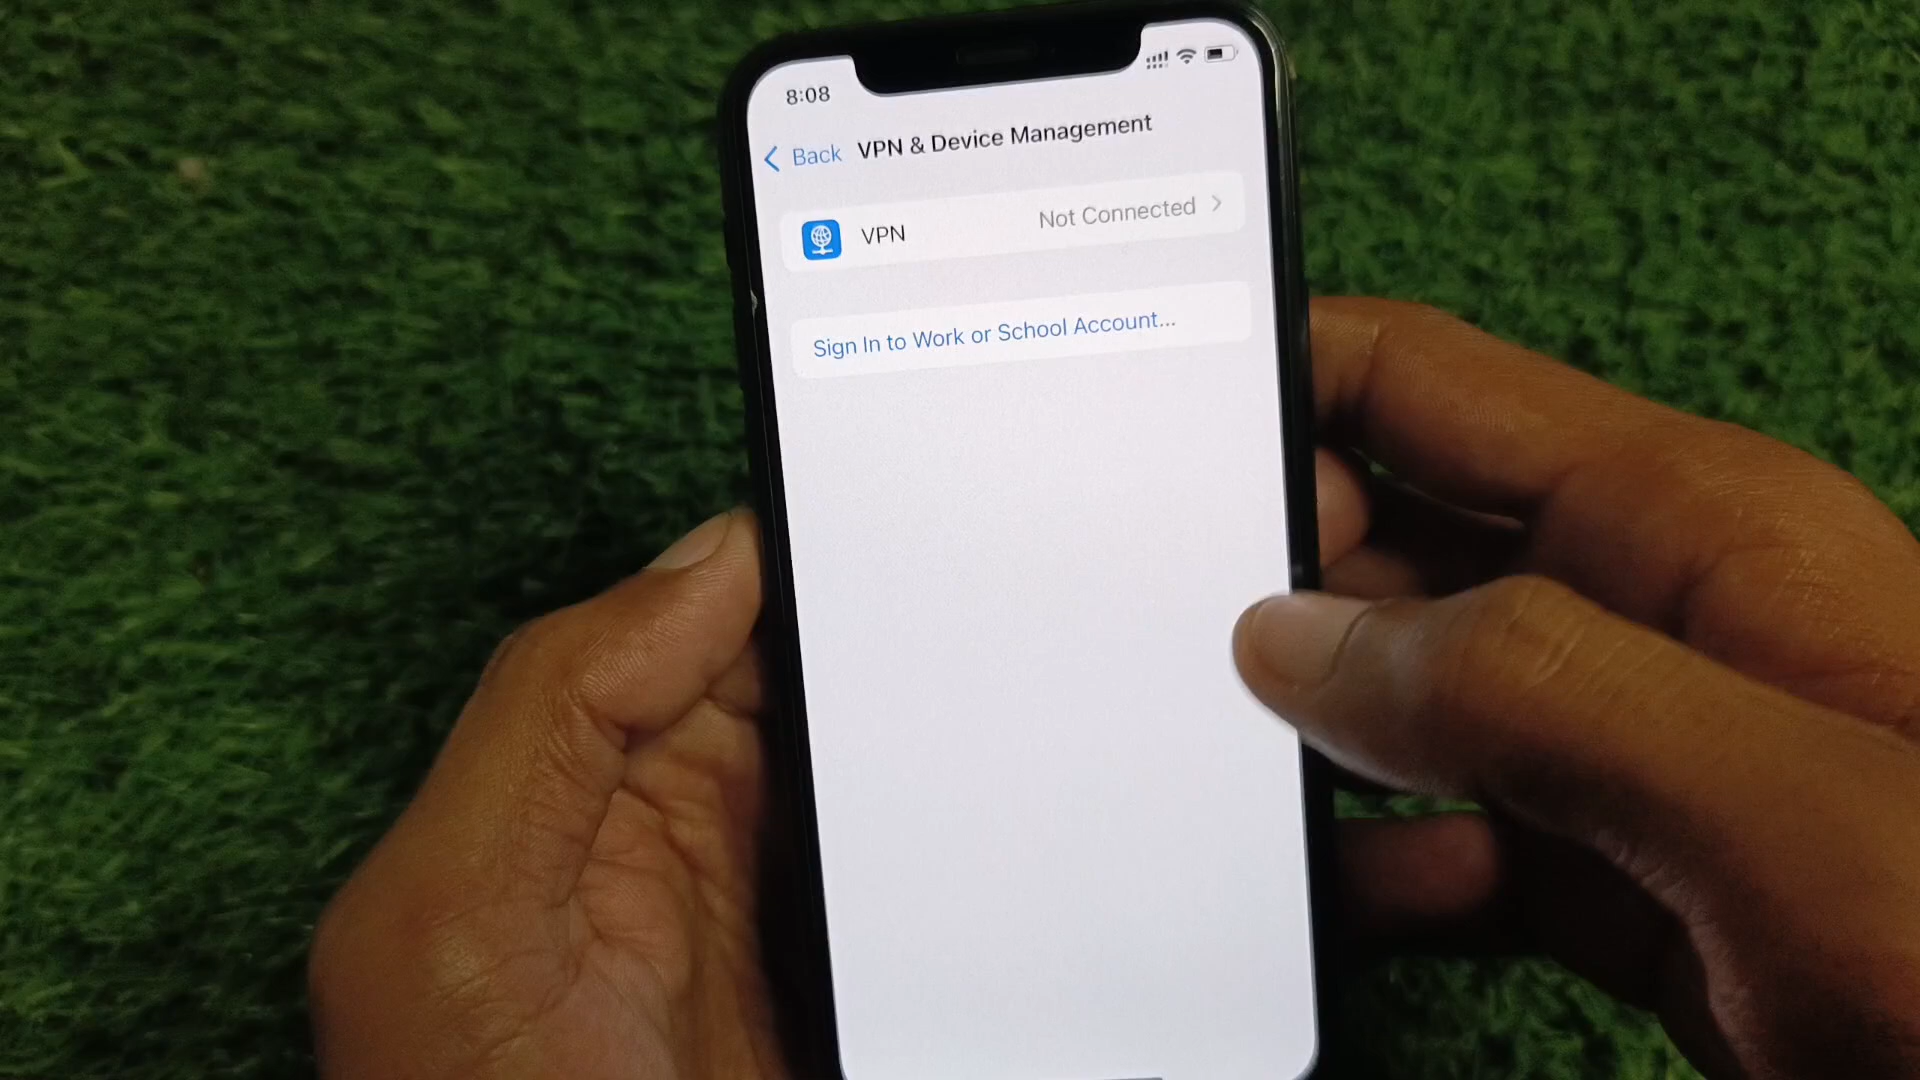 8:08
Back VPN & Device Management
VPN Not Connected
Sign In to Work or School Account...